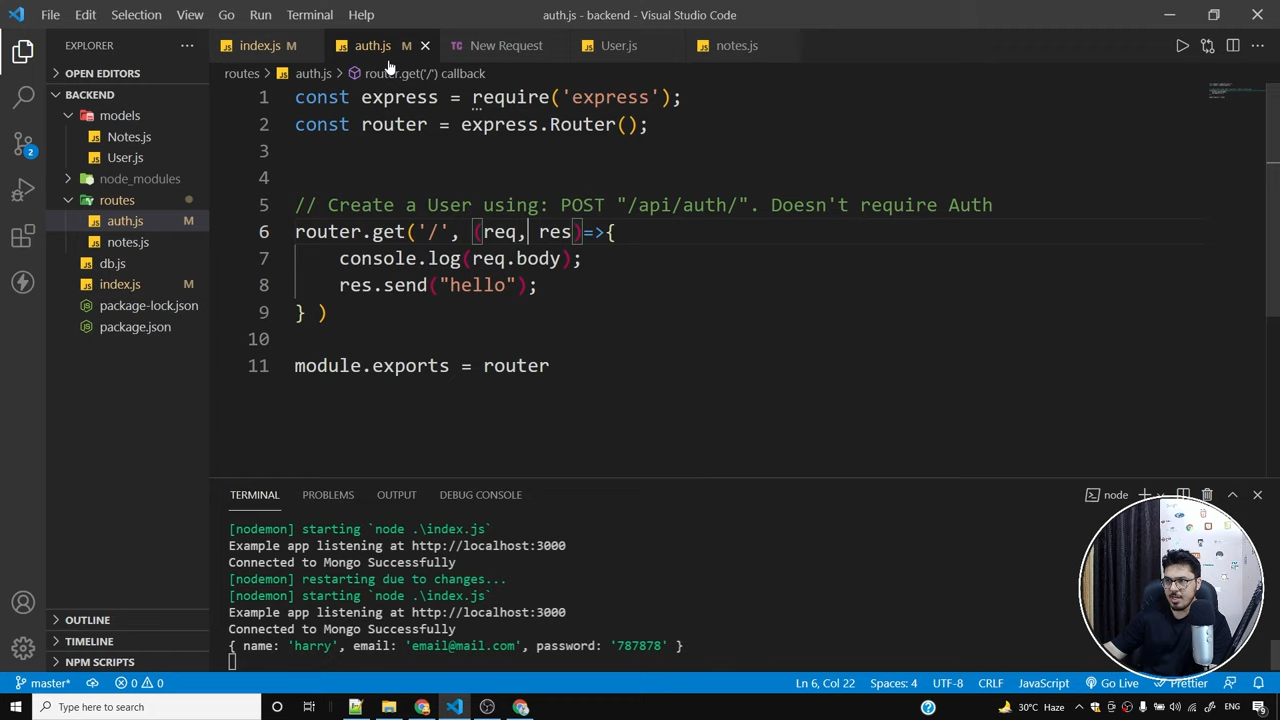 File Edit Selection View Go Run Terminal Help auth.js - backend - Visual Studio Code
EXPLORER
index.js M auth.js M New Request User.js notes.js
OPEN EDITORS
routes > auth.js > router.get('/') callback
BACKEND
models
Notes.js
User.js
node_modules
routes
auth.js M
notes.js
db.js
index.js M
package-lock.json
package.json
OUTLINE
TIMELINE
NPM SCRIPTS
1 const express = require('express');
2 const router = express.Router();
3
4
5 // Create a User using: POST "/api/auth/". Doesn't require Auth
6 router.get('/', (req, res)=>{
7 console.log(req.body);
8 res.send("hello");
9 } )
10
11 module.exports = router
TERMINAL PROBLEMS OUTPUT DEBUG CONSOLE node
[nodemon] starting `node .\index.js`
Example app listening at http://localhost:3000
Connected to Mongo Successfully
[nodemon] restarting due to changes...
[nodemon] starting `node .\index.js`
Example app listening at http://localhost:3000
Connected to Mongo Successfully
{ name: 'harry', email: 'email@mail.com', password: '787878' }
2
master* 0 0 Ln 6, Col 22 Spaces: 4 UTF-8 CRLF JavaScript Go Live Prettier
Type here to search 30°C Haze